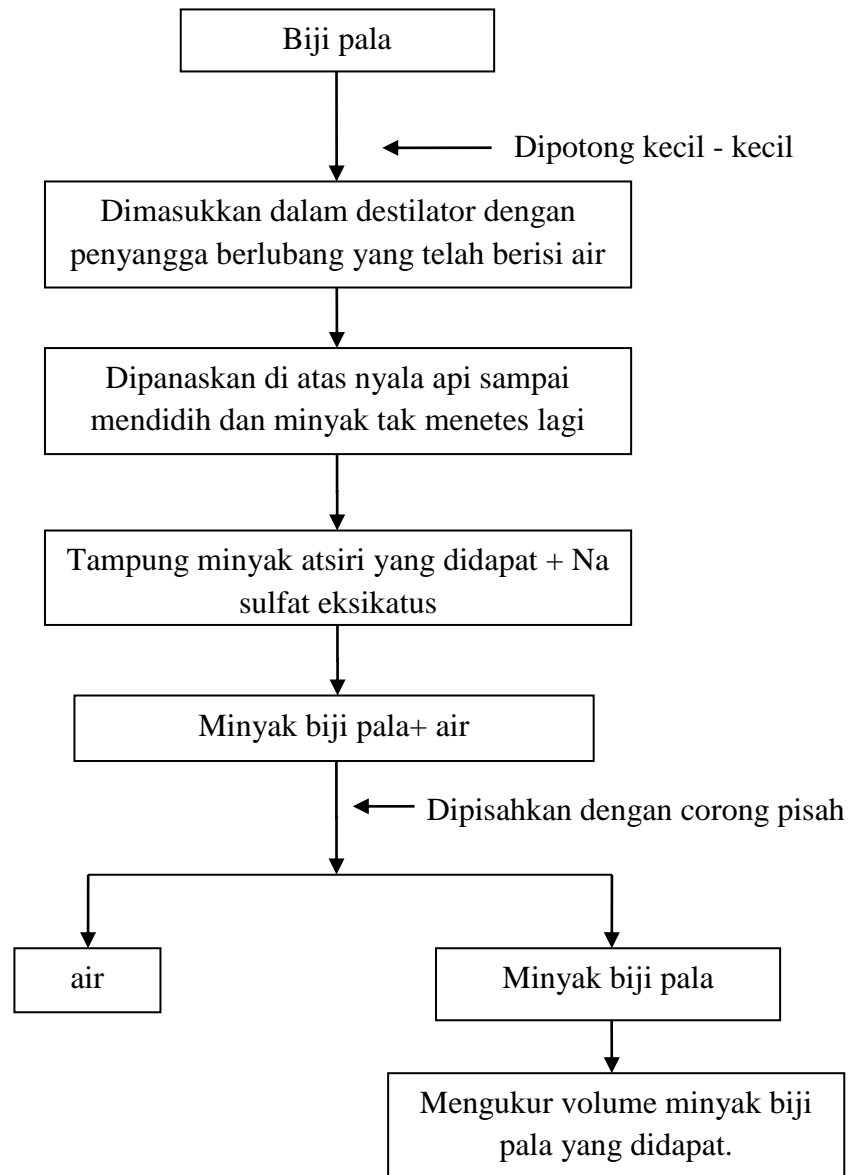 Biji pala
Dipotong kecil - kecil
Dimasukkan dalam destilator dengan
penyangga berlubang yang telah berisi air
Dipanaskan di atas nyala api sampai
mendidih dan minyak tak menetes lagi
Tampung minyak atsiri yang didapat + Na
sulfat eksikatus
Minyak biji pala+ air
Dipisahkan dengan corong pisah
air
Minyak biji pala
Mengukur volume minyak biji
pala yang didapat.